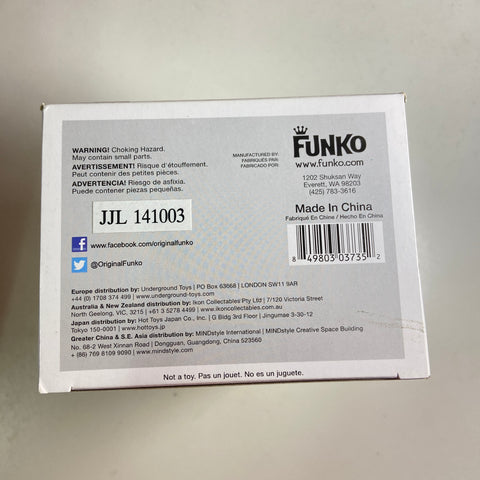 WARNING! Choking Hazard.
May contain small parts.
AVERTISSEMENT! Risque d'étouffement.
Peut contenir des petites pièces.
ADVERTENCIA! Riesgo de asfixia.
Puede contener piezas pequeñas.
JJL 141003
www.facebook.com/originalfunko
@OriginalFunko
MANUFACTURED BY:
FABRIQUÉS PAR:
FABRICADO POR:
FUNKO
www.funko.com
1202 Shuksan Way
Everett, WA 98203
(425) 783-3616
Made In China
Fabriqué En Chine / Hecho En China
8 49803 03735 2
Europe distribution by: Underground Toys | PO Box 63668 | LONDON SW11 9AR
+44 (0) 1708 374 499 | www.underground-toys.com
Australia & New Zealand distribution by: Ikon Collectables Pty Ltd | 7/120 Victoria Street
North Geelong, VIC, 3215 | +61 3 5278 4499 | www.ikoncollectables.com.au
Japan distribution by: Hot Toys Japan Co., Inc. | G Bldg 3rd Floor | Jingumae 3-30-12
Tokyo 150-0001 | www.hottoys.jp
Greater China & S.E. Asia distribution by: MINDstyle International | MINDstyle Creative Space Building
No. 68-2 West Xinnan Road | Dongguan, Guangdong, China 523560
+ (86) 769 8109 9090 | www.mindstyle.com
Not a toy. Pas un jouet. No es un juguete.